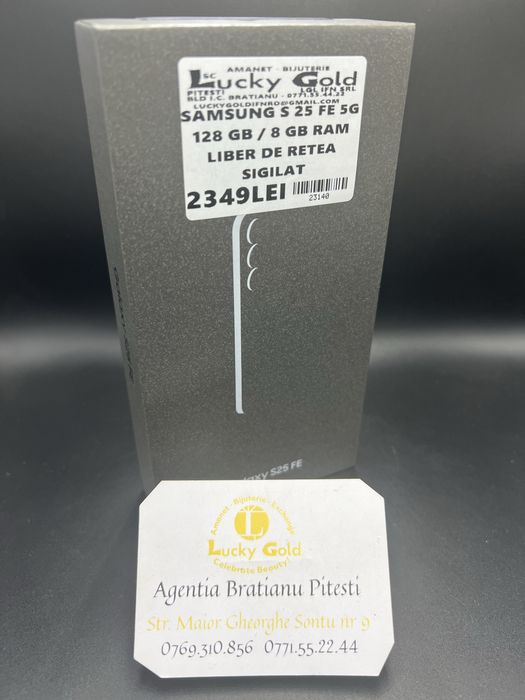 AMANET - BIJUTERIE
SC Lucky Gold
PITESTI LGL IFN SRL
BLD I.C. BRATIANU - 0771.55.44.22
LUCKYGOLDIFNRO@GMAIL.COM
SAMSUNG S 25 FE 5G
128 GB / 8 GB RAM
LIBER DE RETEA
SIGILAT
2349LEI
23140
S25 FE
Amanet - Bijuterie - Exchange
L
Lucky Gold
Celebrate Beauty!
Agentia Bratianu Pitesti
Str. Maior Gheorghe Sontu nr 9
0769.310.856 0771.55.22.44